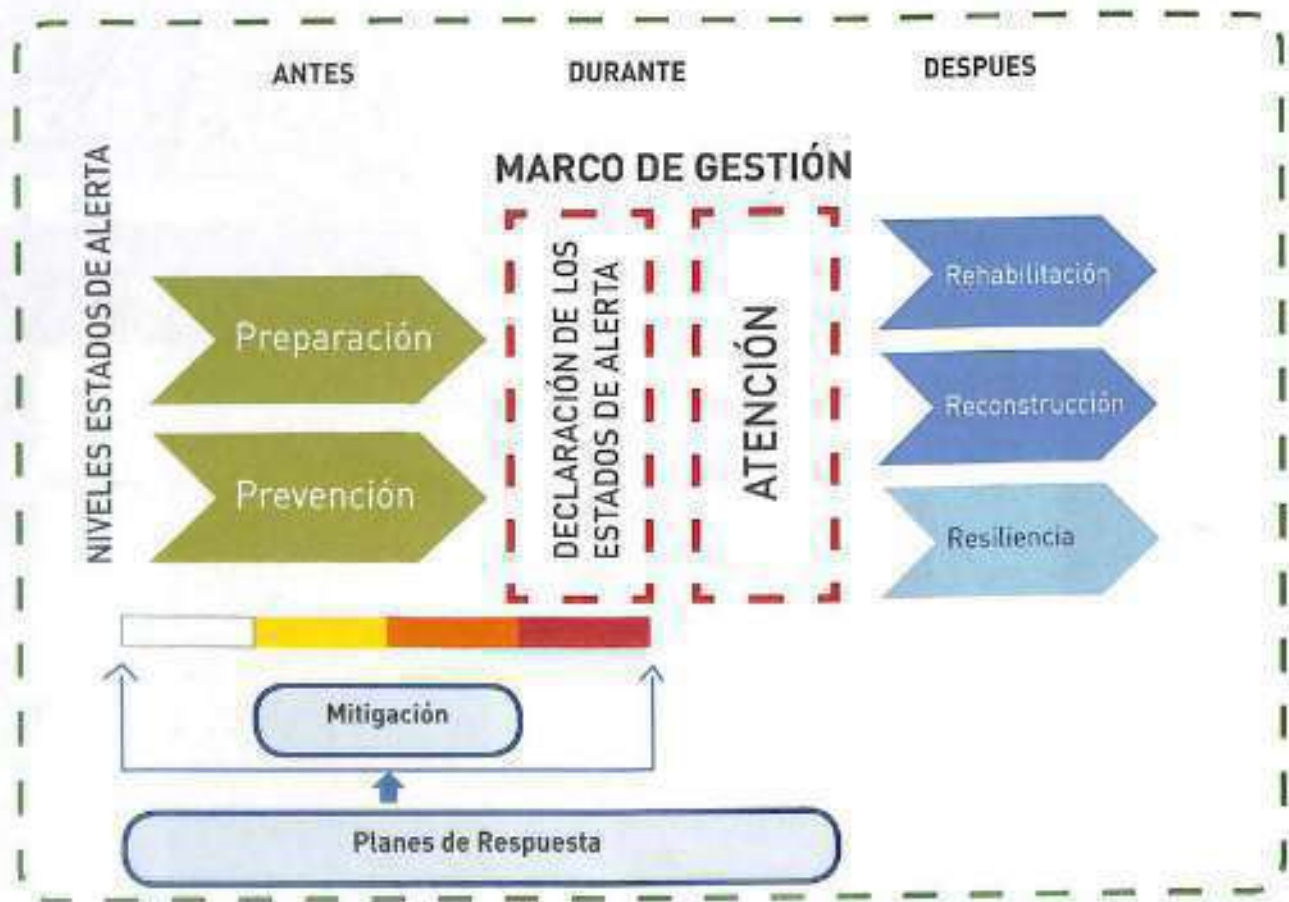 ANTES
DURANTE
DESPUES
MARCO DE GESTIÓN
NIVELES ESTADOS DE ALERTA
Preparación
Prevención
DECLARACIÓN DE LOS
ESTADOS DE ALERTA
ATENCIÓN
Rehabilitación
Reconstrucción
Resiliencia
Mitigación
Planes de Respuesta